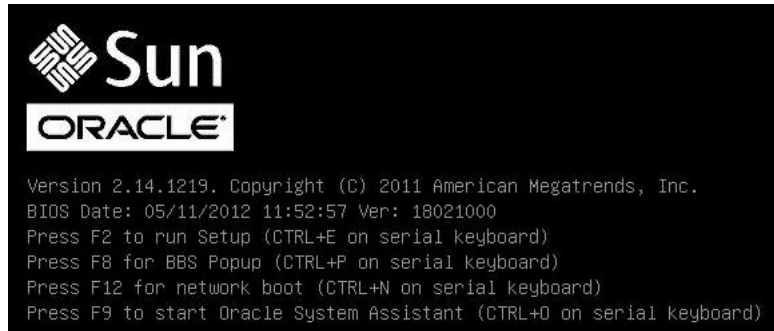 Sun
ORACLE
Version 2.14.1219. Copyright (C) 2011 American Megatrends, Inc.
BIOS Date: 05/11/2012 11:52:57 Ver: 18021000
Press F2 to run Setup (CTRL+E on serial keyboard)
Press F8 for BBS Popup (CTRL+P on serial keyboard)
Press F12 for network boot (CTRL+N on serial keyboard)
Press F9 to start Oracle System Assistant (CTRL+O on serial keyboard)